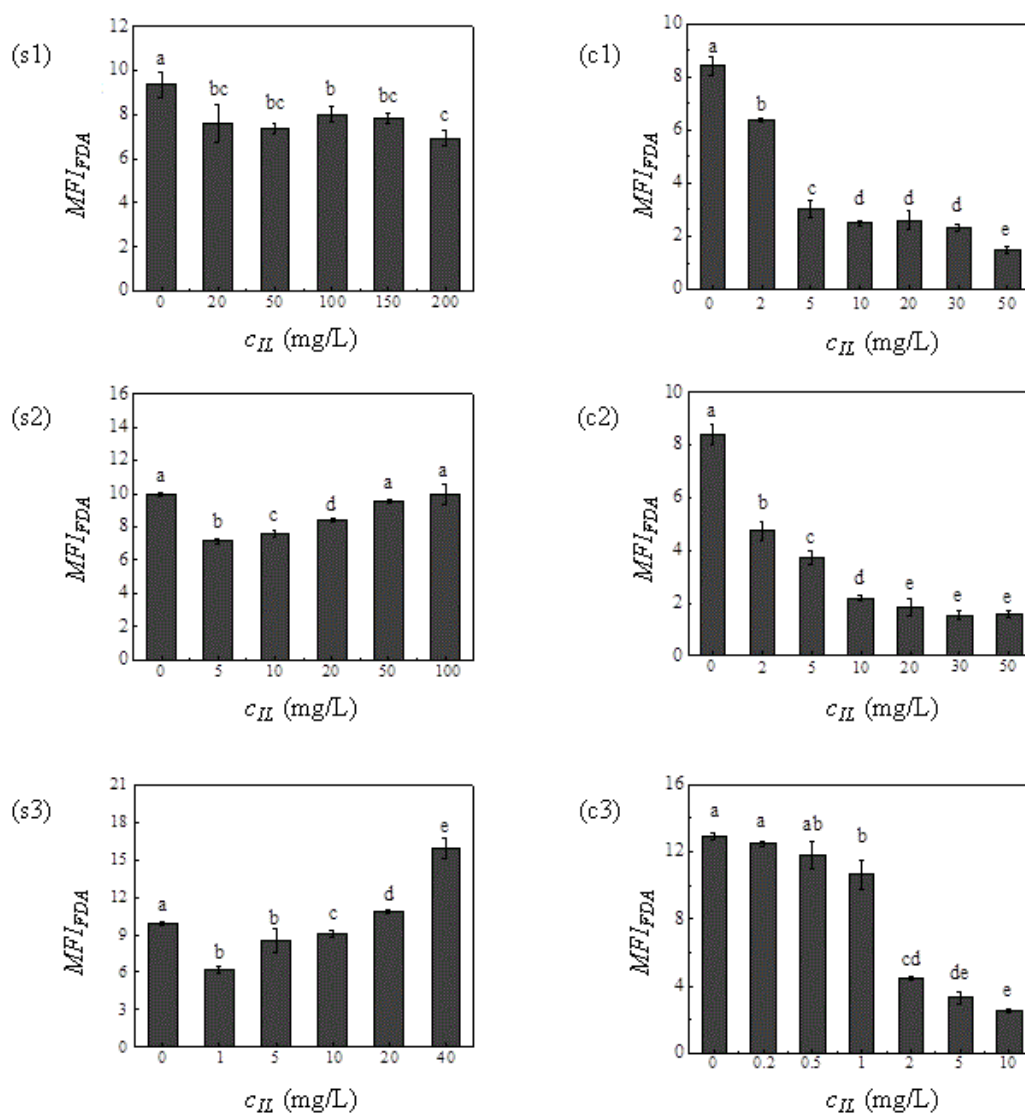 (s1)
12
10
8
6
4
2
0
MFI_FDA
a
bc
bc
b
bc
c
0 20 50 100 150 200
c_IL (mg/L)
(c1)
10
8
6
4
2
0
MFI_FDA
a
b
c
d
d
d
e
0 2 5 10 20 30 50
c_IL (mg/L)
(s2)
16
14
12
10
8
6
4
2
0
MFI_FDA
a
b
c
d
a
a
0 5 10 20 50 100
c_IL (mg/L)
(c2)
10
8
6
4
2
0
MFI_FDA
a
b
c
d
e
e
e
0 2 5 10 20 30 50
c_IL (mg/L)
(s3)
21
18
15
12
9
6
3
0
MFI_FDA
a
b
b
c
d
e
0 1 5 10 20 40
c_IL (mg/L)
(c3)
16
12
8
4
0
MFI_FDA
a
a
ab
b
cd
de
e
0 0.2 0.5 1 2 5 10
c_IL (mg/L)